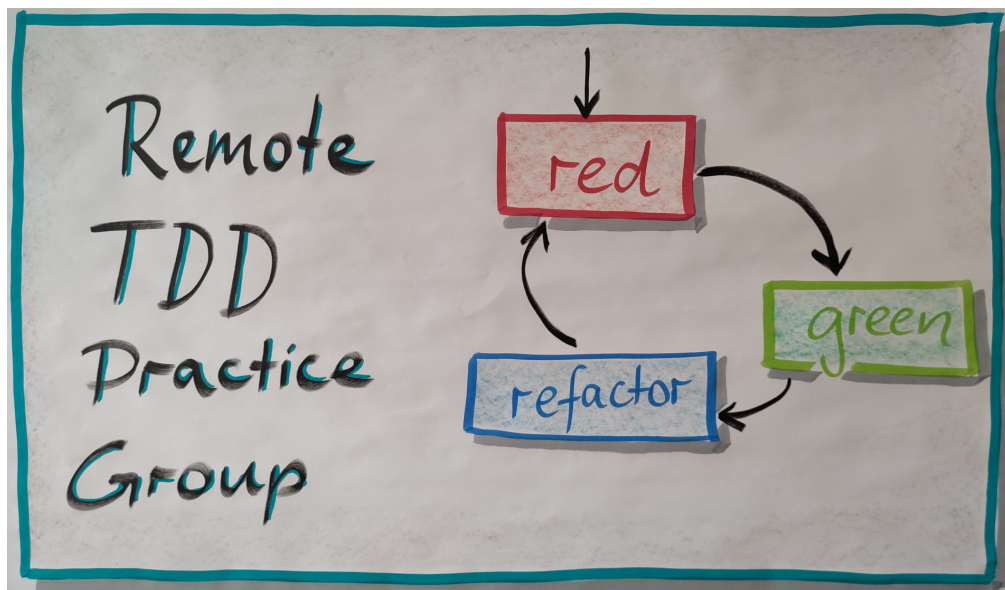 Remote
TDD
Practice
Group
red
green
refactor